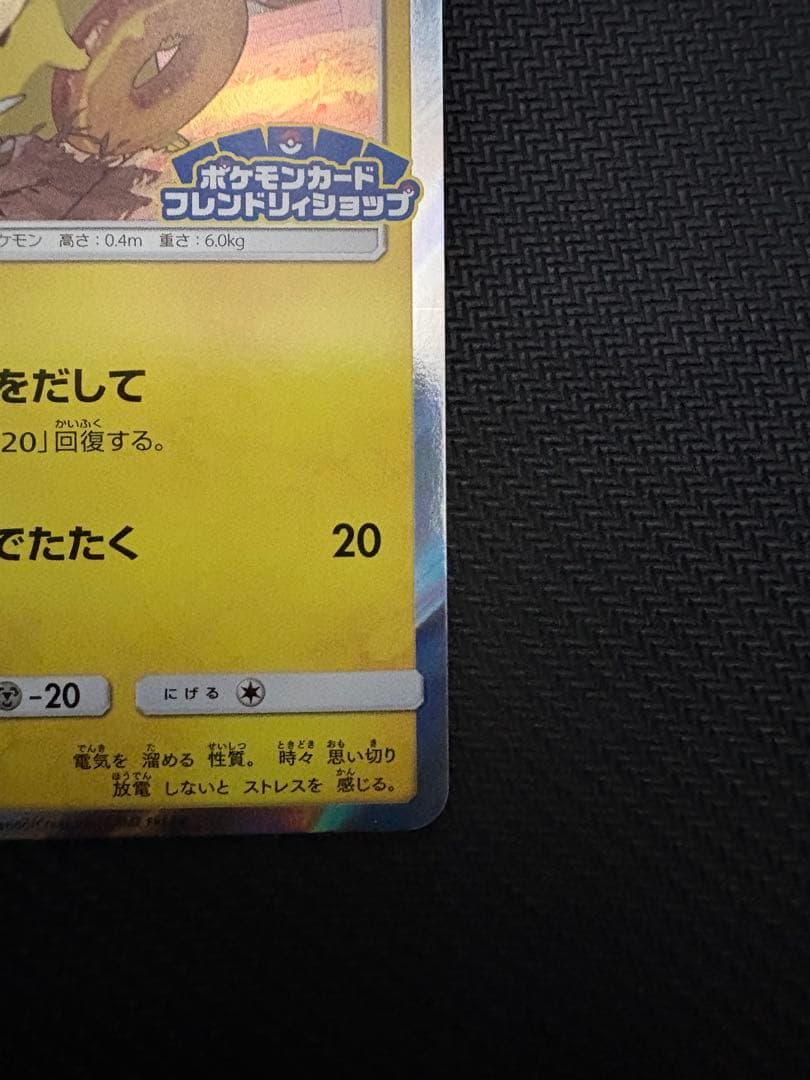 ポケモンカード
フレンドリィショップ
ケモン 高さ:0.4m 重さ:6.0kg
をだして
かいふく
20」回復する。
でたたく 20
-20 にげる
でんき た せいしつ ときどき おも き
電気を 溜める 性質。 時々 思い切り
ほうでん かん
放電 しないと ストレスを 感じる。